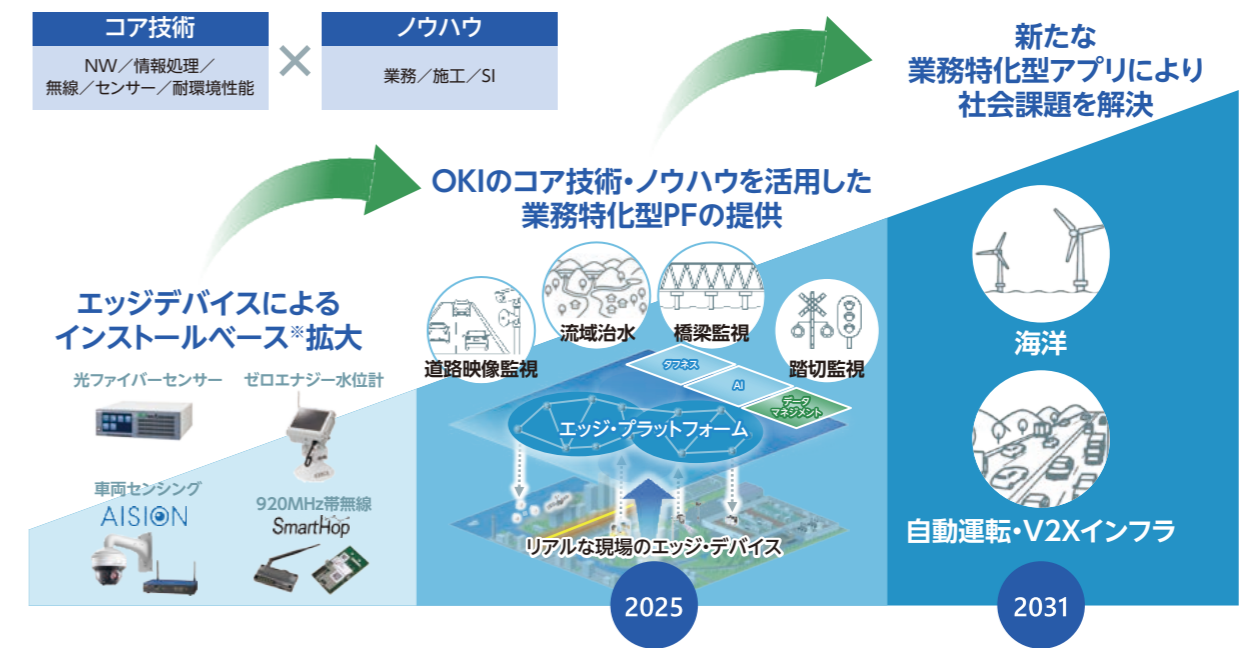 コア技術
NW／情報処理／
無線／センサー／耐環境性能
×
ノウハウ
業務／施工／SI
エッジデバイスによる
インストールベース※拡大
光ファイバーセンサー
ゼロエナジー水位計
車両センシング
AISION
920MHz帯無線
SmartHop
OKIのコア技術・ノウハウを活用した
業務特化型PFの提供
道路映像監視
流域治水
橋梁監視
踏切監視
タフネス
AI
データ
マネジメント
エッジ・プラットフォーム
リアルな現場のエッジ・デバイス
2025
新たな
業務特化型アプリにより
社会課題を解決
海洋
自動運転・V2Xインフラ
2031